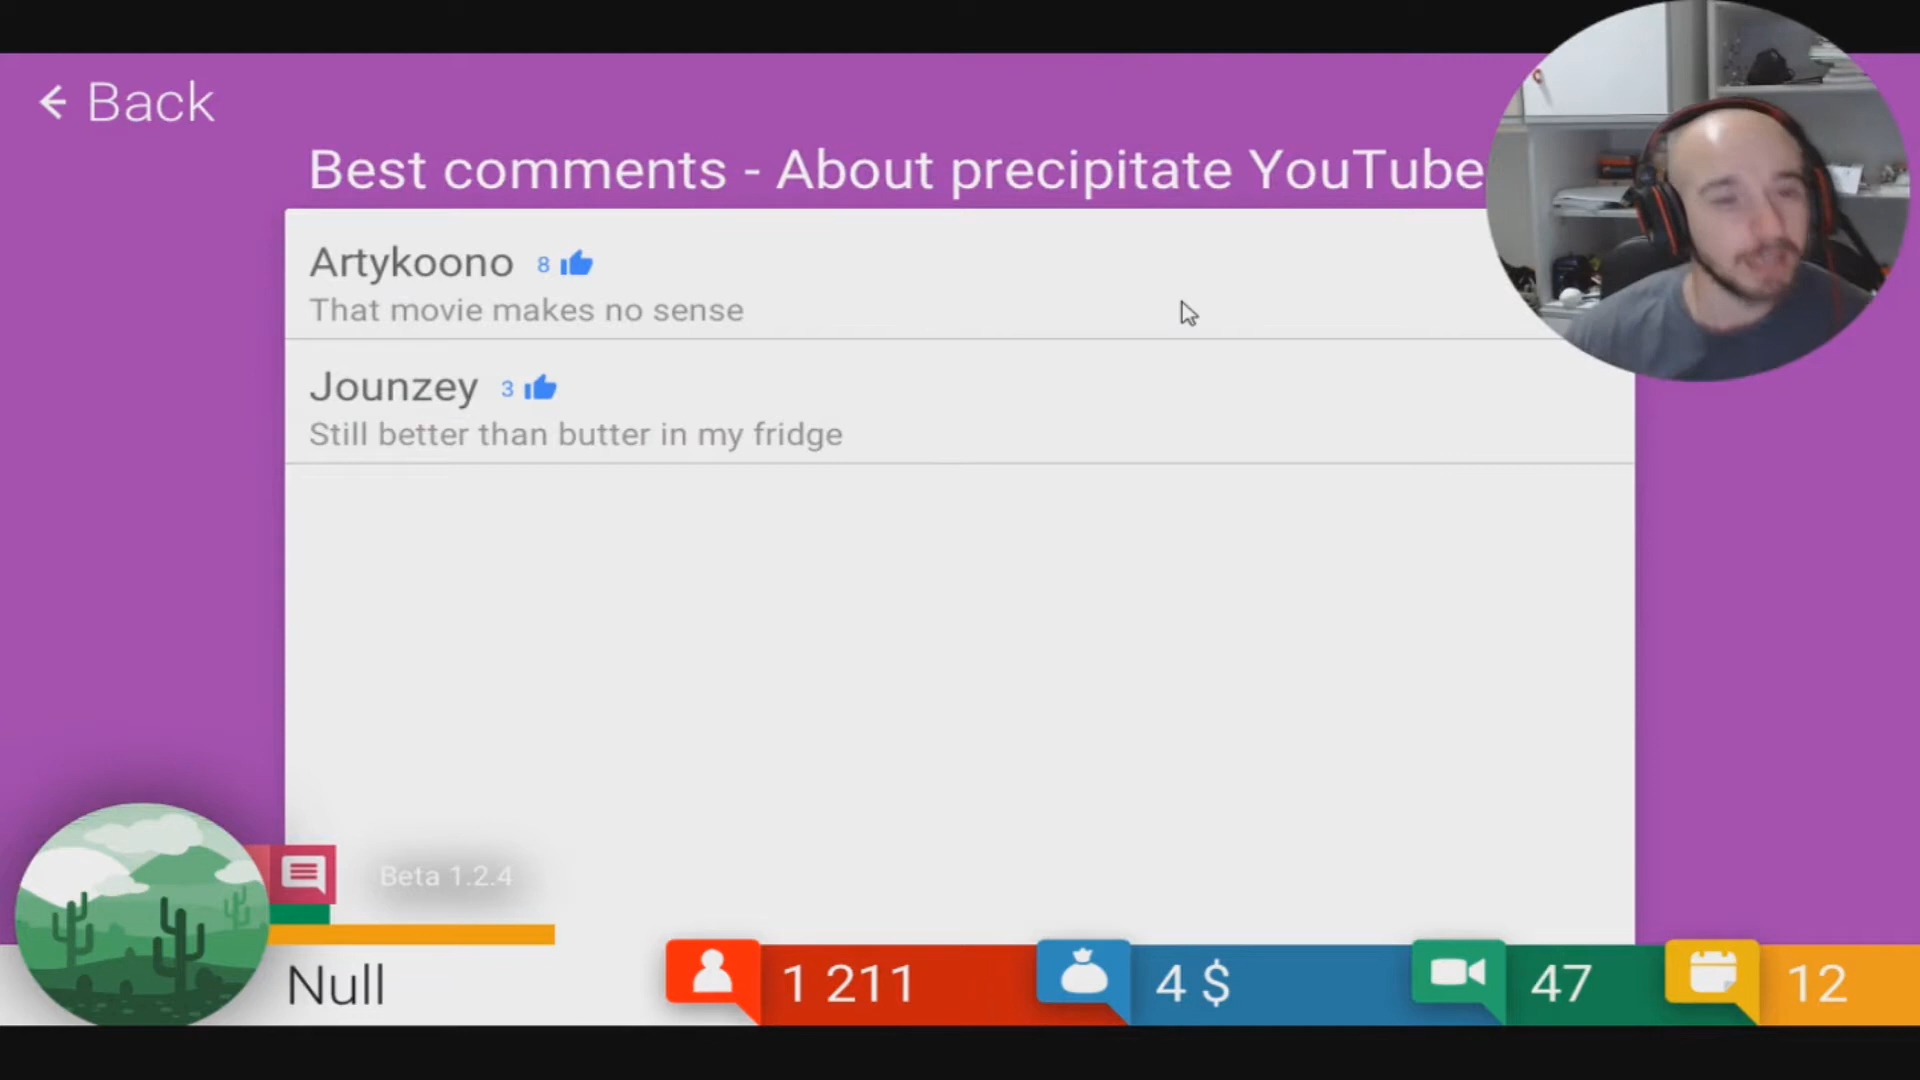 Back
Best comments - About precipitate YouTube
Artykoono 8
That movie makes no sense
Jounzey 3
Still better than butter in my fridge
Beta 1.2.4
Null
1 211
4 $
47
12